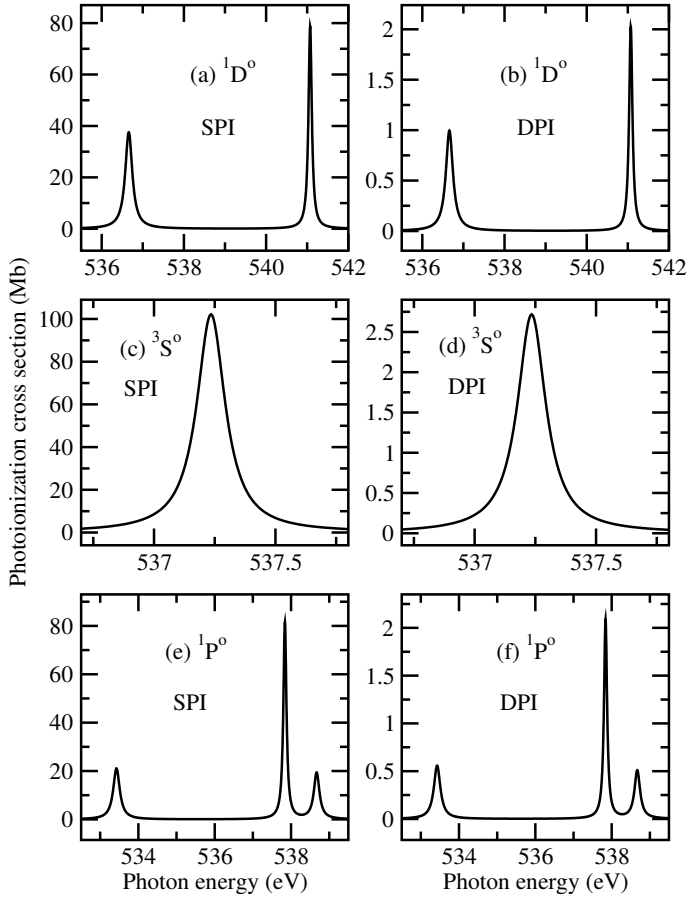 Photoionization cross section (Mb)
80
60
40
20
0
(a) ¹Dᵒ
SPI
536 538 540 542
2
1.5
1
0.5
0
(b) ¹Dᵒ
DPI
536 538 540 542
100
80
60
40
20
0
(c) ³Sᵒ
SPI
537 537.5
2.5
2
1.5
1
0.5
0
(d) ³Sᵒ
DPI
537 537.5
80
60
40
20
0
(e) ¹Pᵒ
SPI
534 536 538
Photon energy (eV)
2
1.5
1
0.5
0
(f) ¹Pᵒ
DPI
534 536 538
Photon energy (eV)